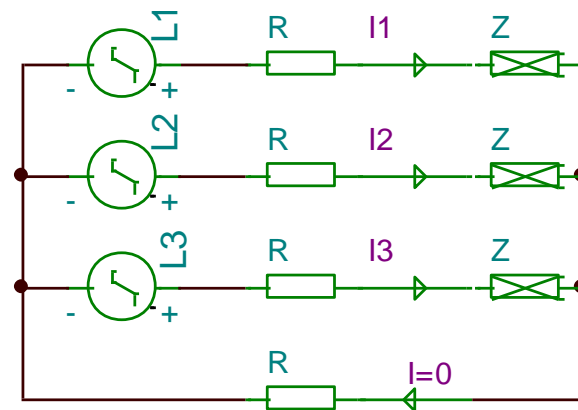 L1 R I1 Z
- +
L2 R I2 Z
- +
L3 R I3 Z
- +
R I=0